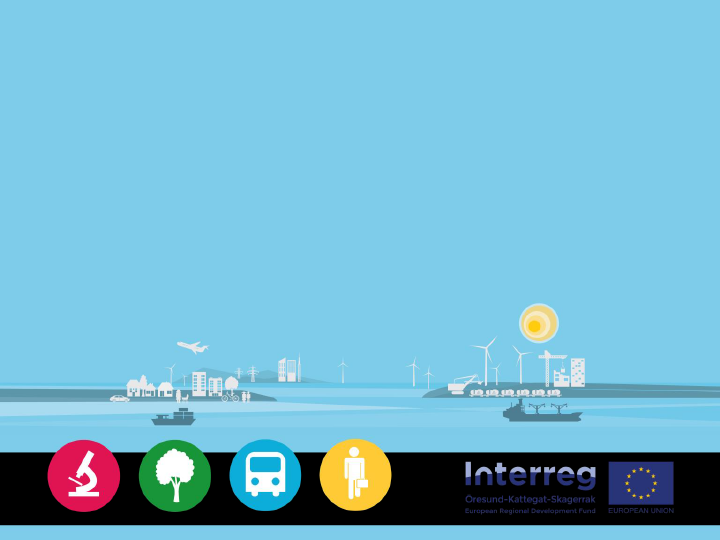 Interreg
Öresund-Kattegat-Skagerrak
European Regional Development Fund
EUROPEAN UNION